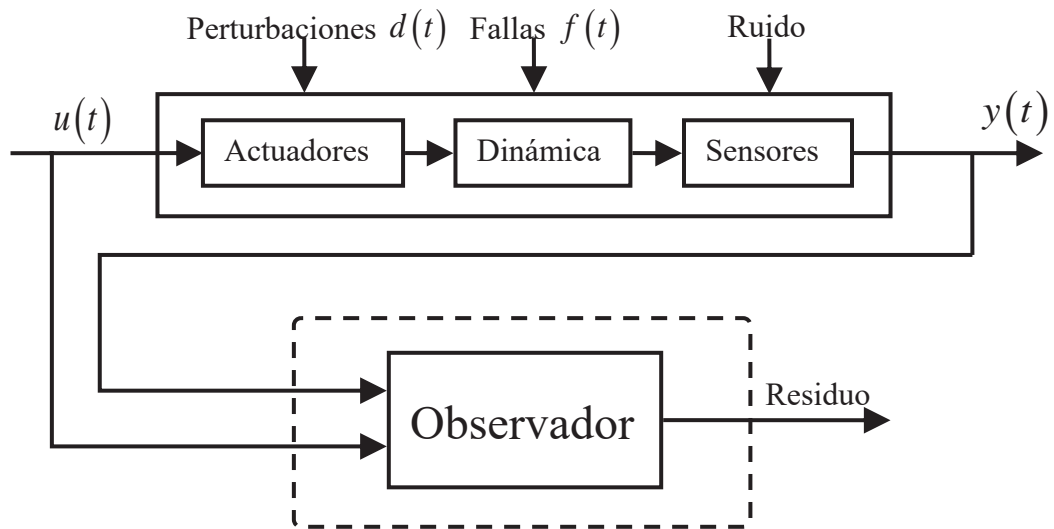 Perturbaciones d(t) Fallas f(t) Ruido
u(t)
y(t)
Actuadores
Dinámica
Sensores
Residuo
Observador